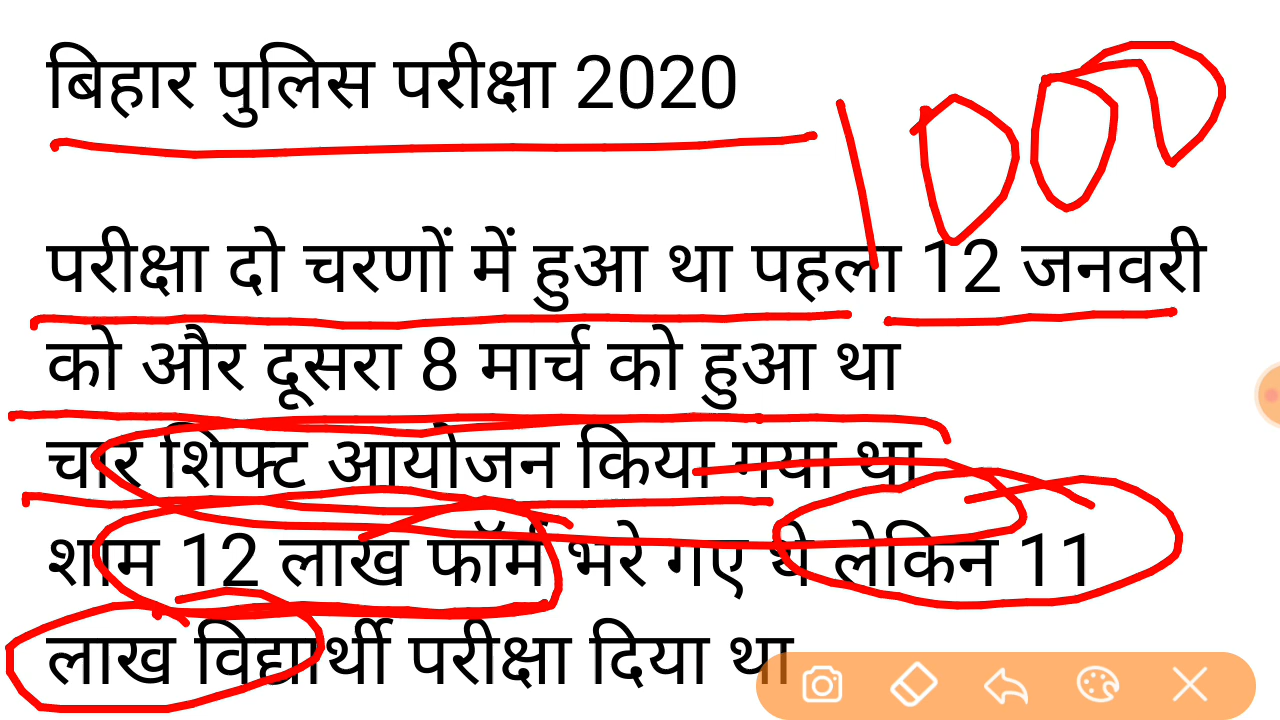 बिहार पुलिस परीक्षा 2020
1000
परीक्षा दो चरणों में हुआ था पहला 12 जनवरी
को और दूसरा 8 मार्च को हुआ था
चार शिफ्ट आयोजन किया गया था
शाम 12 लाख फॉर्म भरे गए थे लेकिन 11
लाख विद्यार्थी परीक्षा दिया था